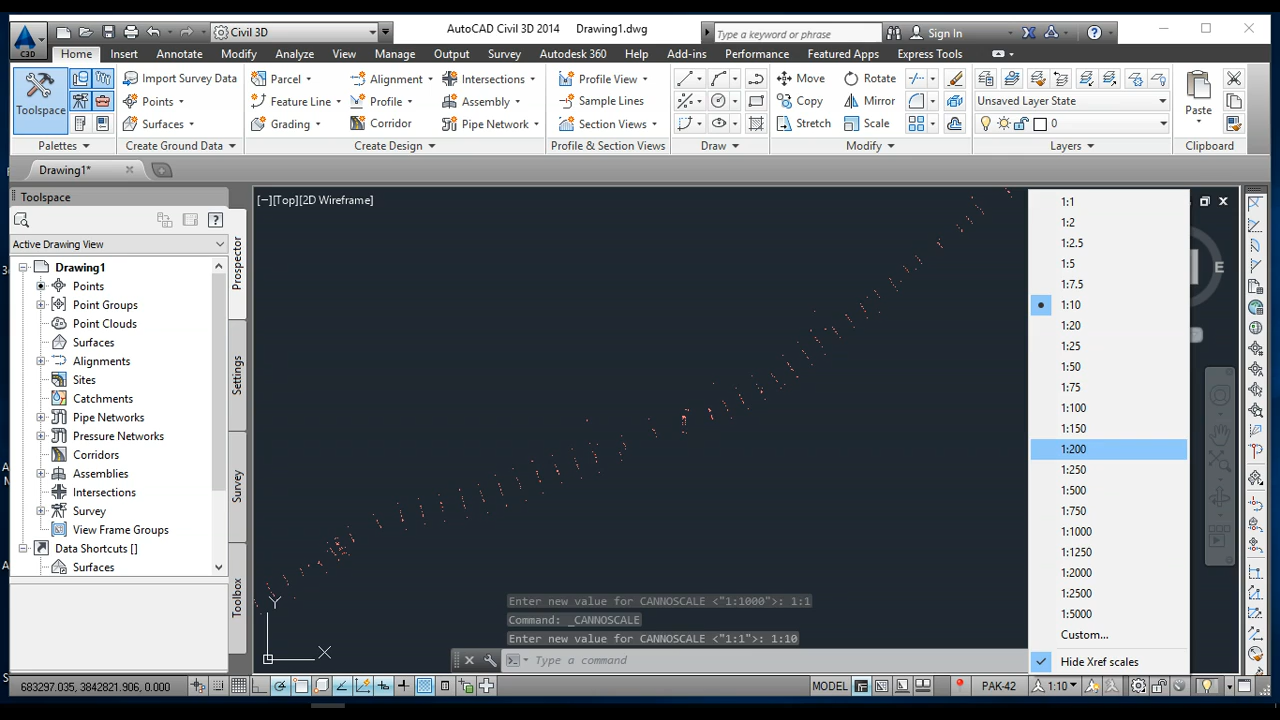 Civil 3D
AutoCAD Civil 3D 2014 Drawing1.dwg
Type a keyword or phrase
Sign In
C3D
Home Insert Annotate Modify Analyze View Manage Output Survey Autodesk 360 Help Add-ins Performance Featured Apps Express Tools
Toolspace
Palettes
Import Survey Data
Points
Surfaces
Create Ground Data
Parcel
Feature Line
Grading
Alignment
Profile
Corridor
Intersections
Assembly
Pipe Network
Create Design
Profile View
Sample Lines
Section Views
Profile & Section Views
Draw
Move
Copy
Stretch
Rotate
Mirror
Scale
Modify
Unsaved Layer State
0
Layers
Paste
Clipboard
Drawing1*
Toolspace
Active Drawing View
Drawing1
Points
Point Groups
Point Clouds
Surfaces
Alignments
Sites
Catchments
Pipe Networks
Pressure Networks
Corridors
Assemblies
Intersections
Survey
View Frame Groups
Data Shortcuts []
Surfaces
Prospector
Settings
Survey
Toolbox
[−][Top][2D Wireframe]
E
1:1
1:2
1:2.5
1:5
1:7.5
1:10
1:20
1:25
1:50
1:75
1:100
1:150
1:200
1:250
1:500
1:750
1:1000
1:1250
1:2000
1:2500
1:5000
Custom...
Hide Xref scales
Y
X
Enter new value for CANNOSCALE <"1:1000">: 1:1
Command: _CANNOSCALE
Enter new value for CANNOSCALE <"1:1">: 1:10
Type a command
683297.035, 3842821.906, 0.000
MODEL
PAK-42
1:10